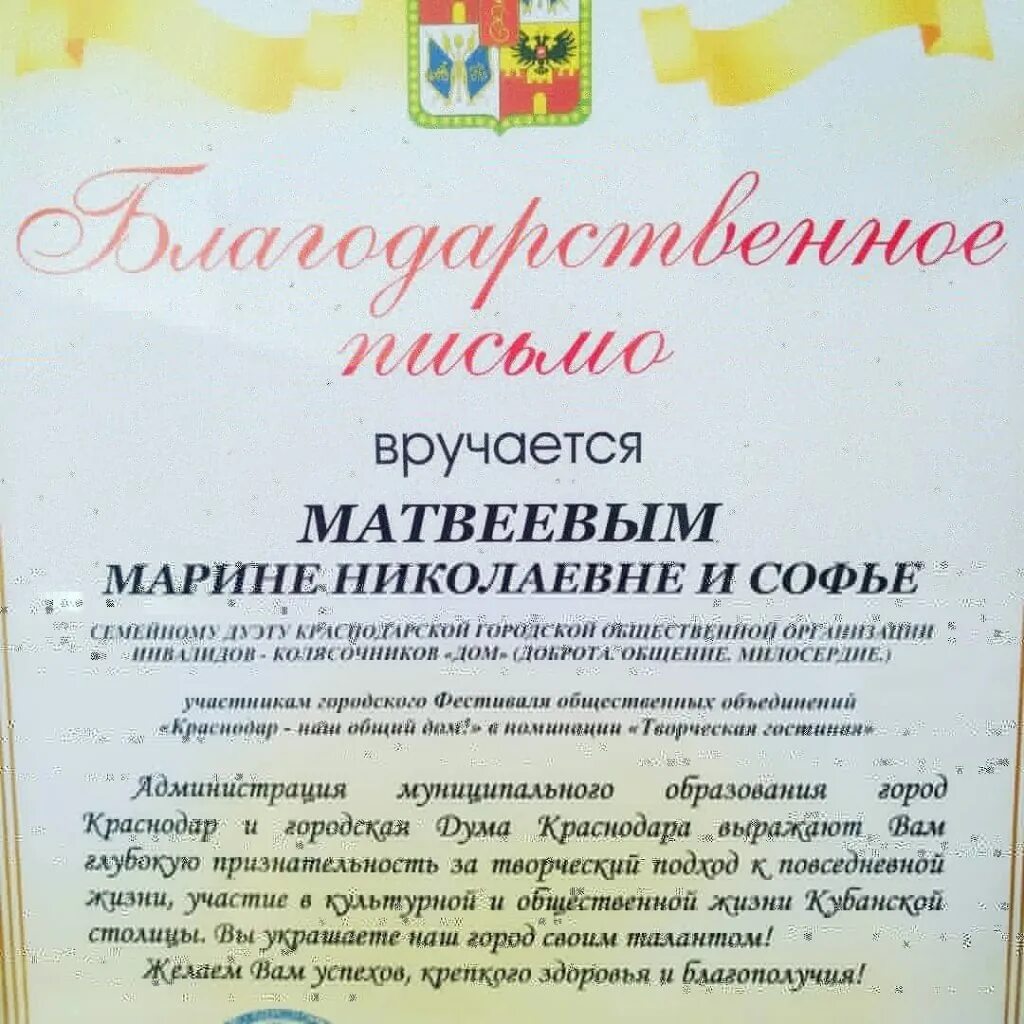 Благодарственное
письмо
вручается
МАТВЕЕВЫМ
МАРИНЕ НИКОЛАЕВНЕ И СОФЬЕ
СЕМЕЙНОМУ ДУЭТУ КРАСНОДАРСКОЙ ГОРОДСКОЙ ОБЩЕСТВЕННОЙ ОРГАНИЗАЦИИ
ИНВАЛИДОВ - КОЛЯСОЧНИКОВ «ДОМ» (ДОБРОТА. ОБЩЕНИЕ. МИЛОСЕРДИЕ.)
участникам городского Фестиваля общественных объединений
«Краснодар - наш общий дом!» в номинации «Творческая гостиная»
Администрация муниципального образования город
Краснодар и городская Дума Краснодара выражают Вам
глубокую признательность за творческий подход к повседневной
жизни, участие в культурной и общественной жизни Кубанской
столицы. Вы украшаете наш город своим талантом!
Желаем Вам успехов, крепкого здоровья и благополучия!